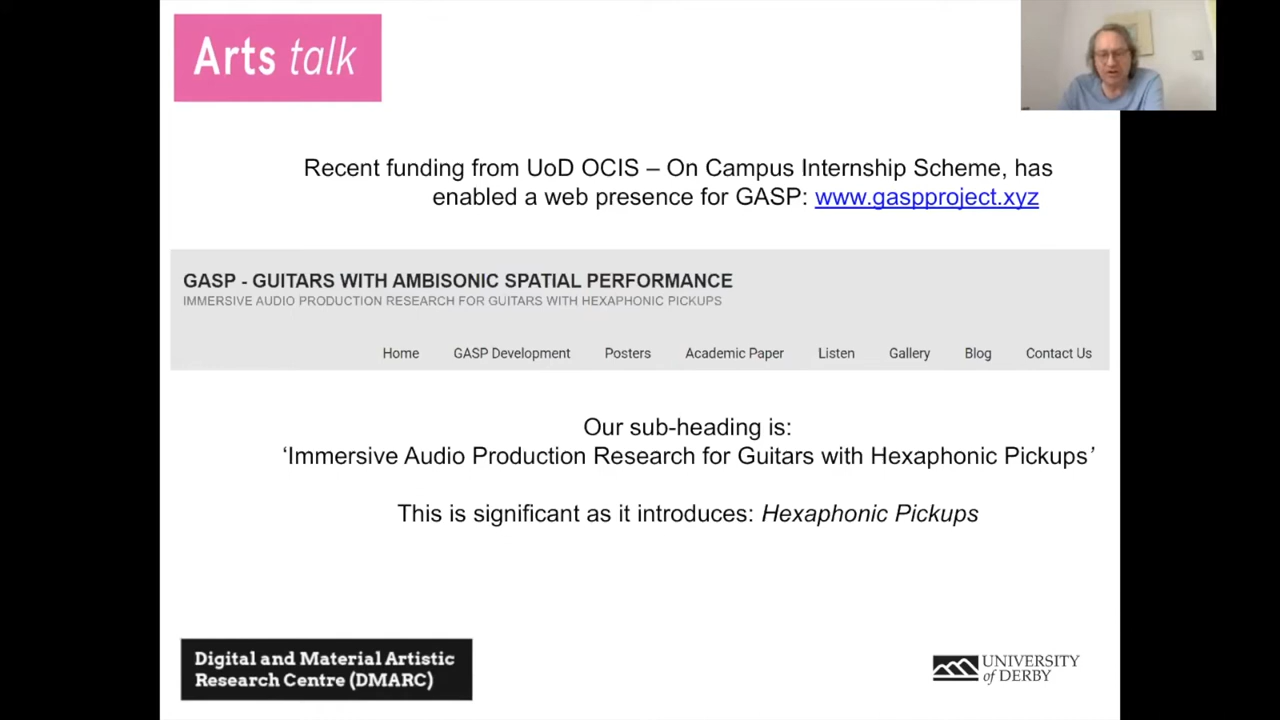 Arts talk
Recent funding from UoD OCIS – On Campus Internship Scheme, has
enabled a web presence for GASP: www.gaspproject.xyz
GASP - GUITARS WITH AMBISONIC SPATIAL PERFORMANCE
IMMERSIVE AUDIO PRODUCTION RESEARCH FOR GUITARS WITH HEXAPHONIC PICKUPS
Home GASP Development Posters Academic Paper Listen Gallery Blog Contact Us
Our sub-heading is:
‘Immersive Audio Production Research for Guitars with Hexaphonic Pickups’
This is significant as it introduces: Hexaphonic Pickups
Digital and Material Artistic
Research Centre (DMARC)
UNIVERSITY
of DERBY